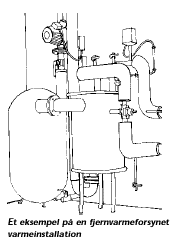 Et eksempel på en fjernvarmeforsynet
varmeinstallation